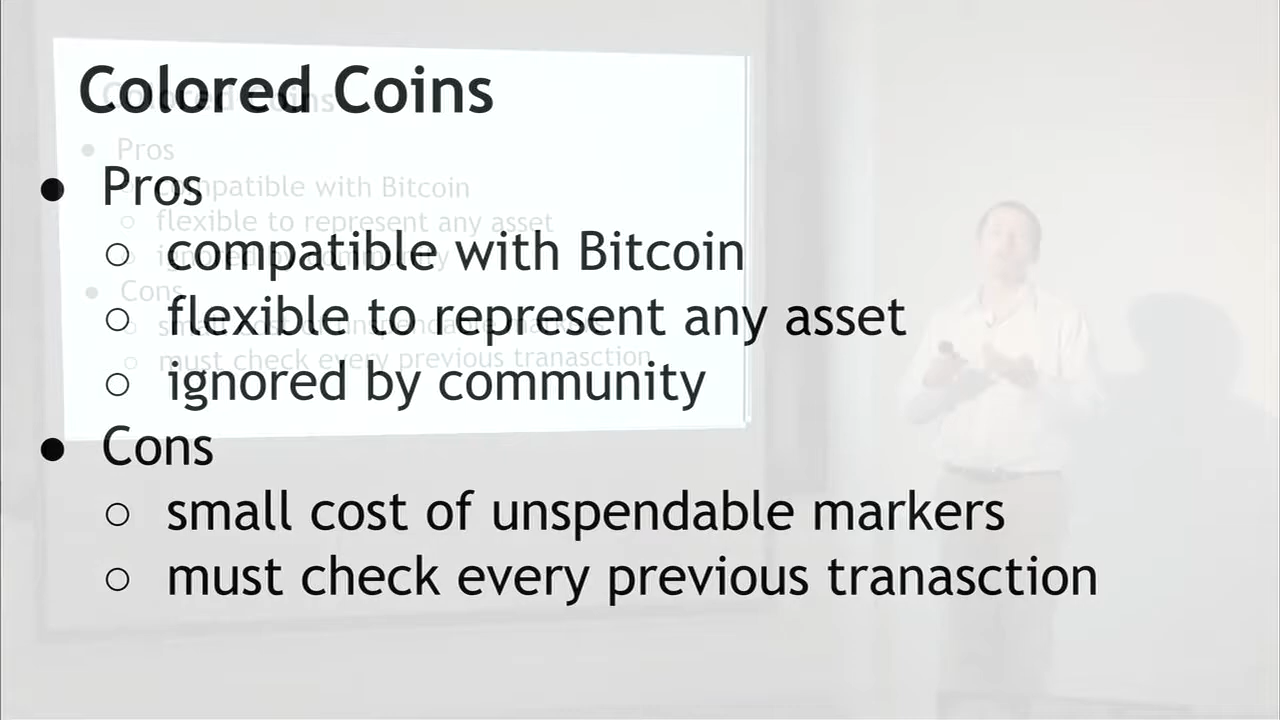 Colored Coins
● Pros
○ compatible with Bitcoin
○ flexible to represent any asset
○ ignored by community
● Cons
○ small cost of unspendable markers
○ must check every previous tranasction